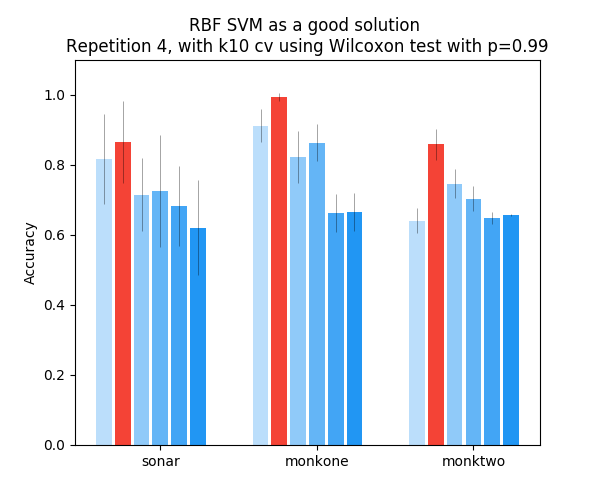 RBF SVM as a good solution
Repetition 4, with k10 cv using Wilcoxon test with p=0.99
1.0
0.8
0.6
0.4
0.2
0.0
Accuracy
sonar
monkone
monktwo